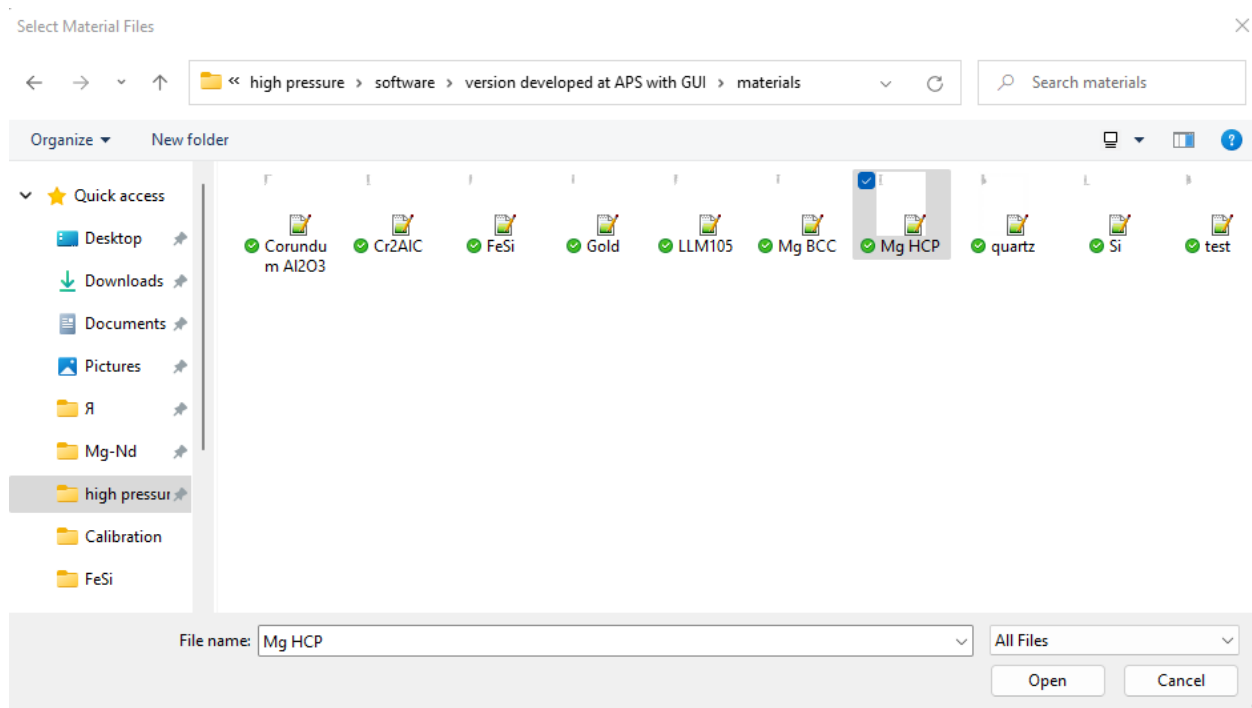 Select Material Files
« high pressure > software > version developed at APS with GUI > materials
Search materials
Organize
New folder
Quick access
Desktop
Downloads
Documents
Pictures
Я
Mg-Nd
high pressur
Calibration
FeSi
Corundu
m Al2O3
Cr2AlC
FeSi
Gold
LLM105
Mg BCC
Mg HCP
quartz
Si
test
File name: Mg HCP
All Files
Open
Cancel